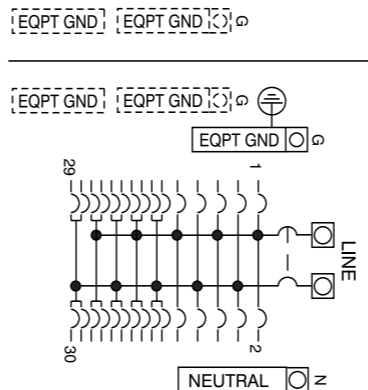 EQPT GND EQPT GND G
EQPT GND EQPT GND G
EQPT GND G
29 1
LINE
30 2
NEUTRAL N